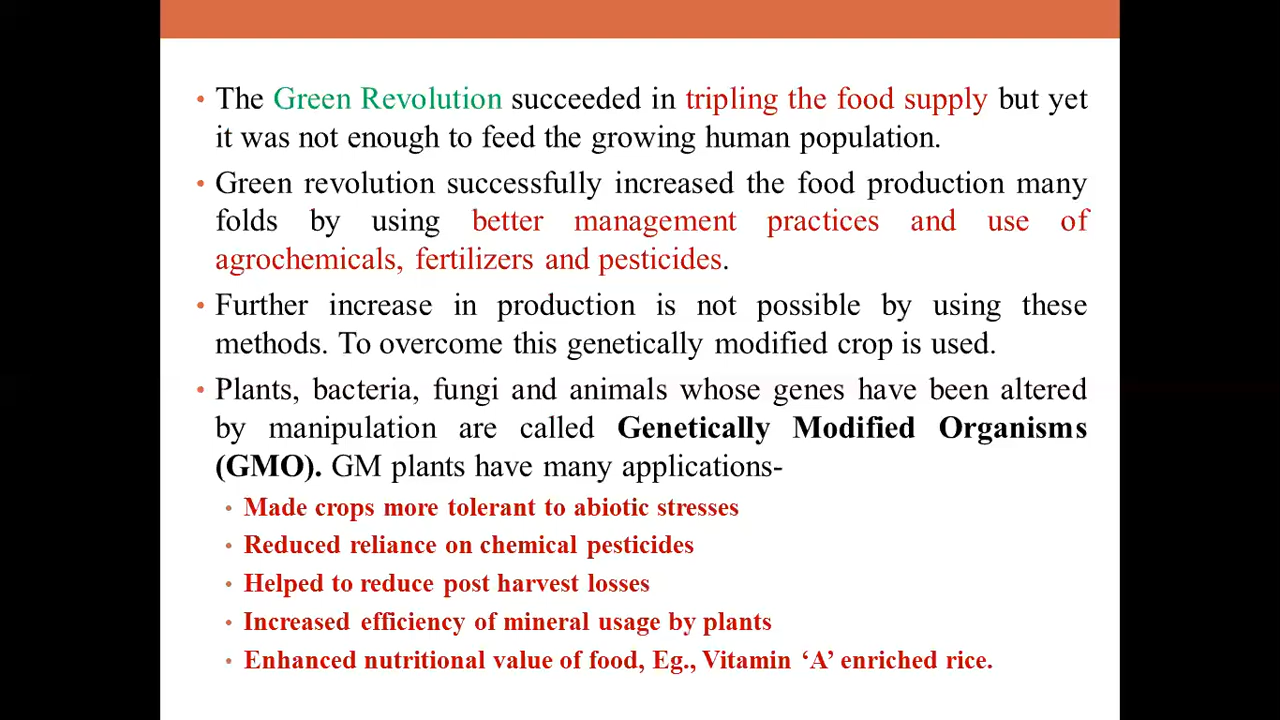 • The Green Revolution succeeded in tripling the food supply but yet
it was not enough to feed the growing human population.
• Green revolution successfully increased the food production many
folds by using better management practices and use of
agrochemicals, fertilizers and pesticides.
• Further increase in production is not possible by using these
methods. To overcome this genetically modified crop is used.
• Plants, bacteria, fungi and animals whose genes have been altered
by manipulation are called Genetically Modified Organisms
(GMO). GM plants have many applications-
• Made crops more tolerant to abiotic stresses
• Reduced reliance on chemical pesticides
• Helped to reduce post harvest losses
• Increased efficiency of mineral usage by plants
• Enhanced nutritional value of food, Eg., Vitamin ‘A’ enriched rice.